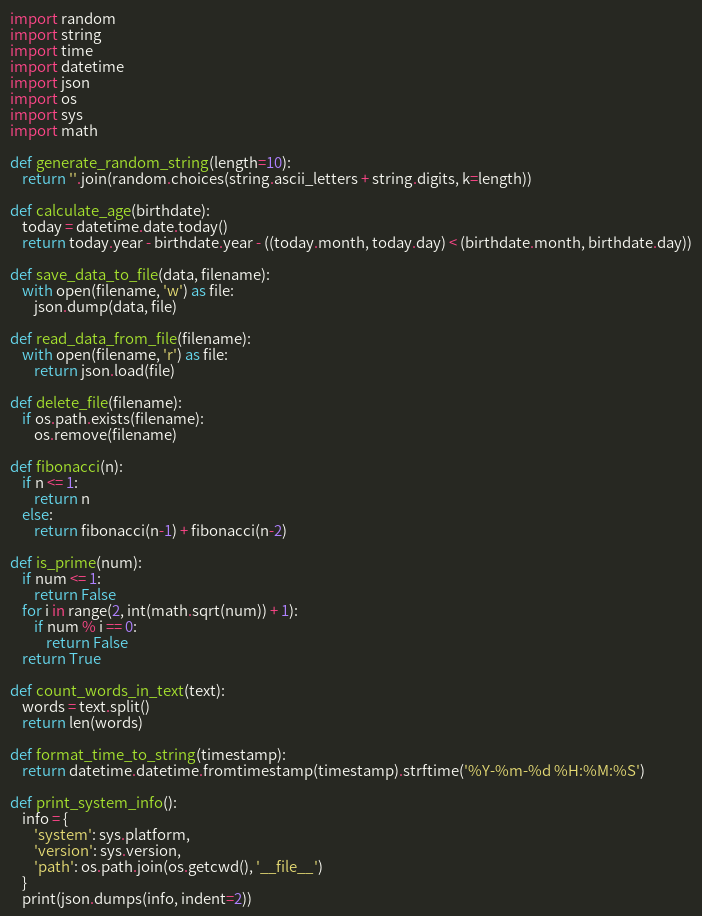 import random
import string
import time
import datetime
import json
import os
import sys
import math

def generate_random_string(length=10):
    return ''.join(random.choices(string.ascii_letters + string.digits, k=length))

def calculate_age(birthdate):
    today = datetime.date.today()
    return today.year - birthdate.year - ((today.month, today.day) < (birthdate.month, birthdate.day))

def save_data_to_file(data, filename):
    with open(filename, 'w') as file:
        json.dump(data, file)

def read_data_from_file(filename):
    with open(filename, 'r') as file:
        return json.load(file)

def delete_file(filename):
    if os.path.exists(filename):
        os.remove(filename)

def fibonacci(n):
    if n <= 1:
        return n
    else:
        return fibonacci(n-1) + fibonacci(n-2)

def is_prime(num):
    if num <= 1:
        return False
    for i in range(2, int(math.sqrt(num)) + 1):
        if num % i == 0:
            return False
    return True

def count_words_in_text(text):
    words = text.split()
    return len(words)

def format_time_to_string(timestamp):
    return datetime.datetime.fromtimestamp(timestamp).strftime('%Y-%m-%d %H:%M:%S')

def print_system_info():
    info = {
        'system': sys.platform,
        'version': sys.version,
        'path': os.path.join(os.getcwd(), '__file__')
    }
    print(json.dumps(info, indent=2))